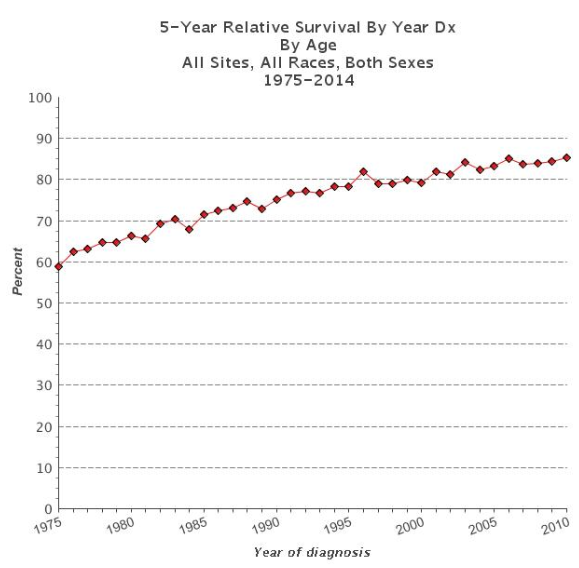 5-Year Relative Survival By Year Dx
By Age
All Sites, All Races, Both Sexes
1975-2014
100
90
80
70
60
50
40
30
20
10
0
Percent
1975 1980 1985 1990 1995 2000 2005 2010
Year of diagnosis